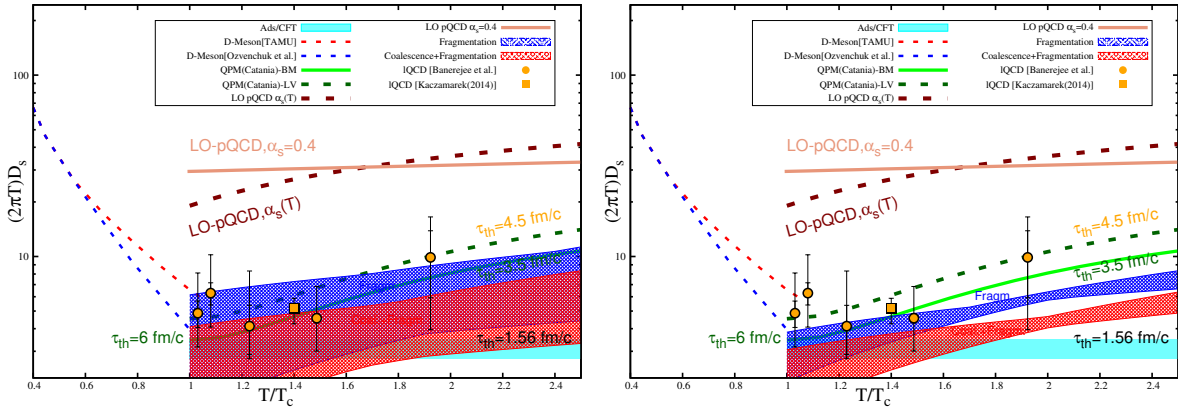 Ads/CFT
D-Meson[TAMU]
D-Meson[Ozvenchuk et al.]
QPM(Catania)-BM
QPM(Catania)-LV
LO pQCD αs(T)
LO pQCD αs=0.4
Fragmentation
Coalescence+Fragmentation
lQCD [Banerejee et al.]
lQCD [Kaczamarek(2014)]
100
10
(2πT)Ds
LO-pQCD,αs=0.4
LO-pQCD,αs(T)
τth=4.5 fm/c
τth=3.5 fm/c
Fragm.
τth=6 fm/c
τth=1.56 fm/c
0.4 0.6 0.8 1 1.2 1.4 1.6 1.8 2 2.2 2.4
T/Tc
Ads/CFT
D-Meson[TAMU]
D-Meson[Ozvenchuk et al.]
QPM(Catania)-BM
QPM(Catania)-LV
LO pQCD αs(T)
LO pQCD αs=0.4
Fragmentation
Coalescence+Fragmentation
lQCD [Banerejee et al.]
lQCD [Kaczamarek(2014)]
100
10
(2πT)Ds
LO-pQCD,αs=0.4
LO-pQCD,αs(T)
τth=4.5 fm/c
τth=3.5 fm/c
Fragm.
τth=6 fm/c
τth=1.56 fm/c
0.4 0.6 0.8 1 1.2 1.4 1.6 1.8 2 2.2 2.4
T/Tc